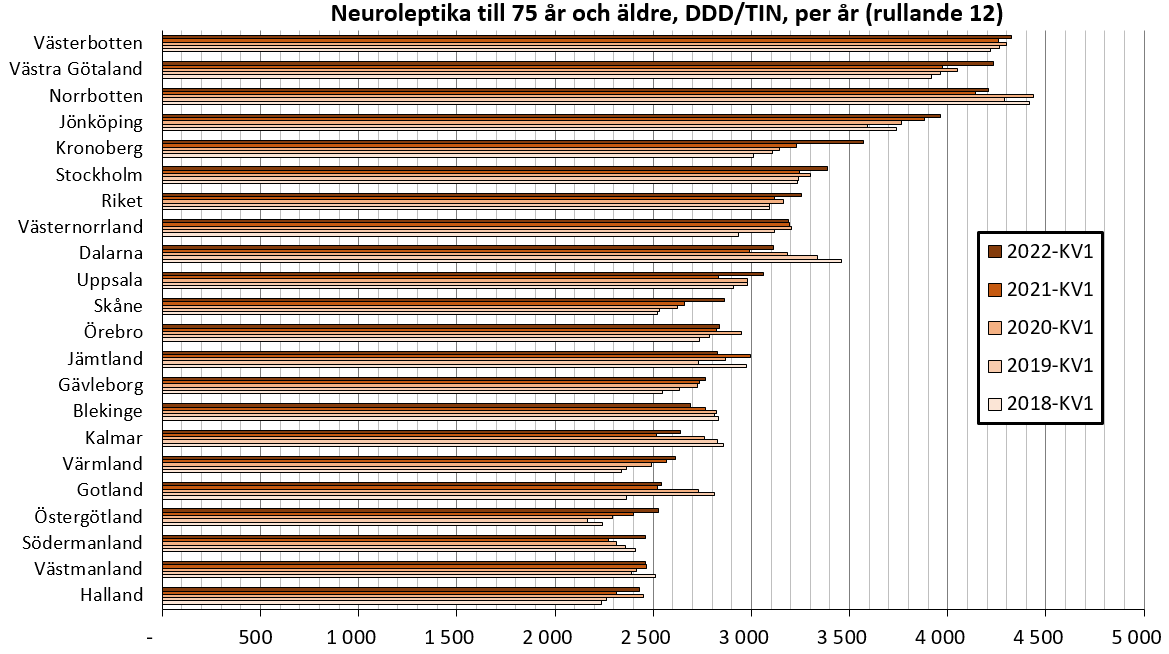 Neuroleptika till 75 år och äldre, DDD/TIN, per år (rullande 12)
Västerbotten
Västra Götaland
Norrbotten
Jönköping
Kronoberg
Stockholm
Riket
Västernorrland
Dalarna
Uppsala
Skåne
Örebro
Jämtland
Gävleborg
Blekinge
Kalmar
Värmland
Gotland
Östergötland
Södermanland
Västmanland
Halland
2022-KV1
2021-KV1
2020-KV1
2019-KV1
2018-KV1
- 500 1 000 1 500 2 000 2 500 3 000 3 500 4 000 4 500 5 000